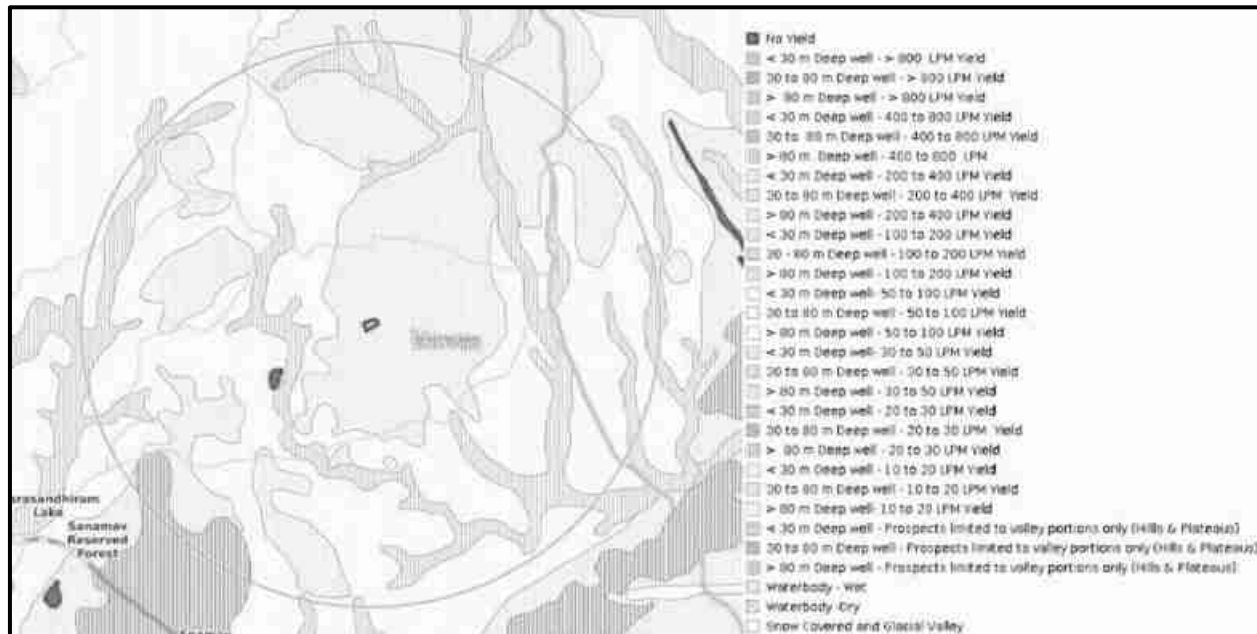 No Yield
< 30 m Deep well - > 800 LPM Yield
30 to 80 m Deep well - > 800 LPM Yield
> 80 m Deep well - > 800 LPM Yield
< 30 m Deep well - 400 to 800 LPM Yield
30 to 80 m Deep well - 400 to 800 LPM Yield
> 80 m Deep well - 400 to 800 LPM
< 30 m Deep well - 200 to 400 LPM Yield
30 to 80 m Deep well - 200 to 400 LPM Yield
> 80 m Deep well - 200 to 400 LPM Yield
< 30 m Deep well - 100 to 200 LPM Yield
30 - 80 m Deep well - 100 to 200 LPM Yield
> 80 m Deep well - 100 to 200 LPM Yield
< 30 m Deep well- 50 to 100 LPM Yield
30 to 80 m Deep well - 50 to 100 LPM Yield
> 80 m Deep well - 50 to 100 LPM Yield
< 30 m Deep well- 30 to 50 LPM Yield
30 to 80 m Deep well - 30 to 50 LPM Yield
> 80 m Deep well - 30 to 50 LPM Yield
< 30 m Deep well - 20 to 30 LPM Yield
30 to 80 m Deep well - 20 to 30 LPM Yield
> 80 m Deep well - 20 to 30 LPM Yield
< 30 m Deep well - 10 to 20 LPM Yield
30 to 80 m Deep well - 10 to 20 LPM Yield
> 80 m Deep well- 10 to 20 LPM Yield
< 30 m Deep well - Prospects limited to valley portions only (Hills & Plateous)
30 to 80 m Deep well - Prospects limited to valley portions only (Hills & Plateous)
> 80 m Deep well - Prospects limited to valley portions only (Hills & Plateous)
Waterbody - Wet
Waterbody -Dry
Snow Covered and Glacial Valley
arasandhiram
Lake
Sanamav
Reserved
Forest